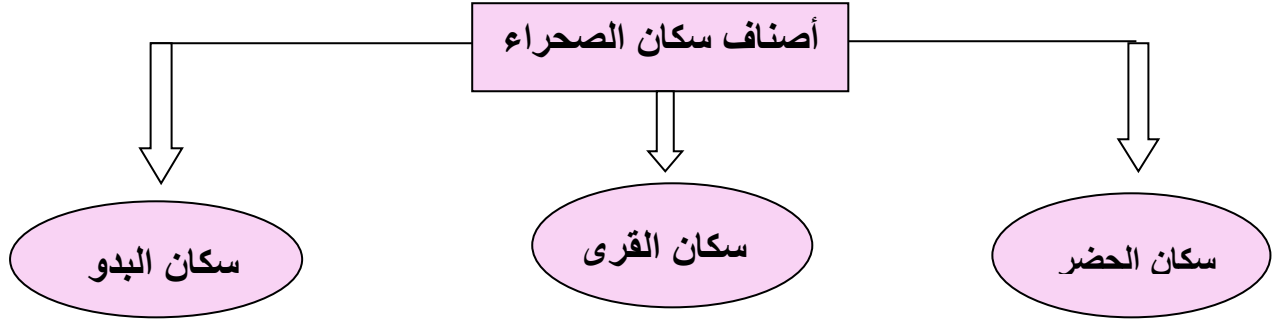 أصناف سكان الصحراء
سكان الحضر
سكان القرى
سكان البدو